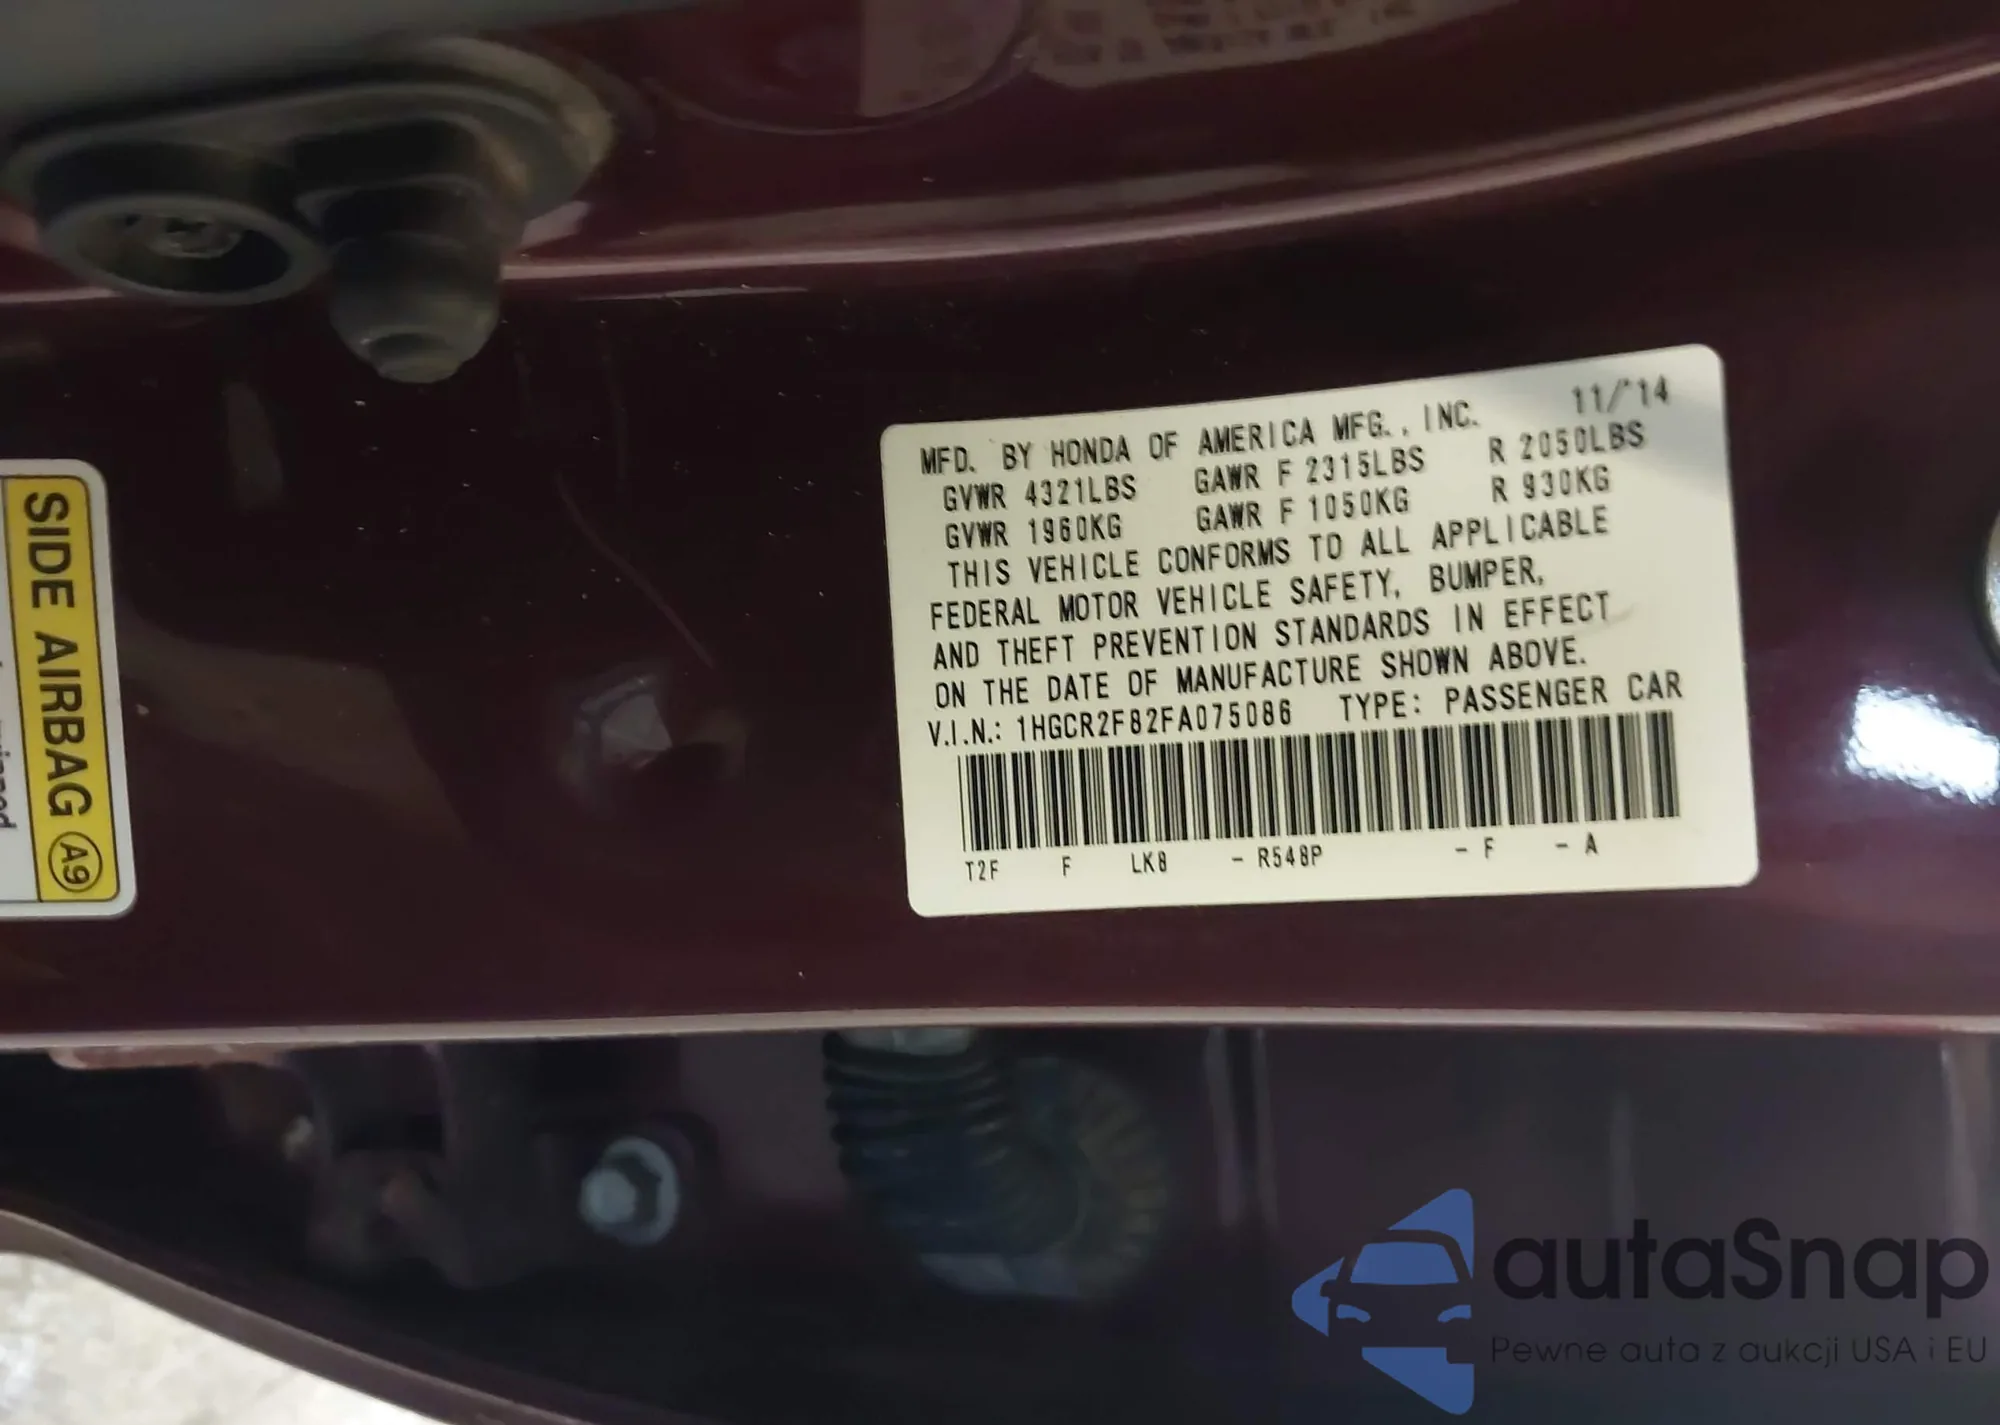 MFD. BY HONDA OF AMERICA MFG., INC. 11/'14
GVWR 4321LBS GAWR F 2315LBS R 2050LBS
GVWR 1960KG GAWR F 1050KG R 930KG
THIS VEHICLE CONFORMS TO ALL APPLICABLE
FEDERAL MOTOR VEHICLE SAFETY, BUMPER,
AND THEFT PREVENTION STANDARDS IN EFFECT
ON THE DATE OF MANUFACTURE SHOWN ABOVE.
V.I.N.: 1HGCR2F82FA075086 TYPE: PASSENGER CAR
T2F F LK8 - R548P - F - A
SIDE AIRBAG A9
autaSnap
Pewne auta z aukcji USA i EU